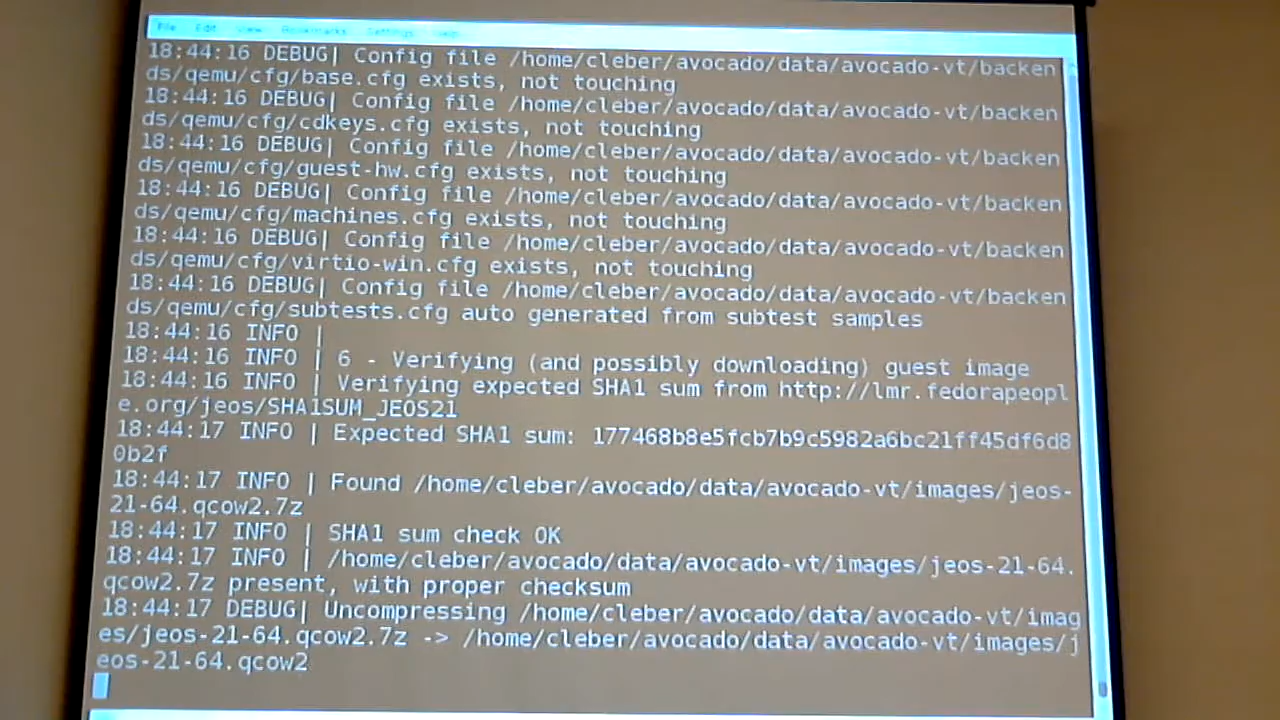 File Edit View Bookmarks Settings Help
18:44:16 DEBUG| Config file /home/cleber/avocado/data/avocado-vt/backen
ds/qemu/cfg/base.cfg exists, not touching
18:44:16 DEBUG| Config file /home/cleber/avocado/data/avocado-vt/backen
ds/qemu/cfg/cdkeys.cfg exists, not touching
18:44:16 DEBUG| Config file /home/cleber/avocado/data/avocado-vt/backen
ds/qemu/cfg/guest-hw.cfg exists, not touching
18:44:16 DEBUG| Config file /home/cleber/avocado/data/avocado-vt/backen
ds/qemu/cfg/machines.cfg exists, not touching
18:44:16 DEBUG| Config file /home/cleber/avocado/data/avocado-vt/backen
ds/qemu/cfg/virtio-win.cfg exists, not touching
18:44:16 DEBUG| Config file /home/cleber/avocado/data/avocado-vt/backen
ds/qemu/cfg/subtests.cfg auto generated from subtest samples
18:44:16 INFO |
18:44:16 INFO | 6 - Verifying (and possibly downloading) guest image
18:44:16 INFO | Verifying expected SHA1 sum from http://lmr.fedorapeopl
e.org/jeos/SHA1SUM_JEOS21
18:44:17 INFO | Expected SHA1 sum: 177468b8e5fcb7b9c5982a6bc21ff45df6d8
0b2f
18:44:17 INFO | Found /home/cleber/avocado/data/avocado-vt/images/jeos-
21-64.qcow2.7z
18:44:17 INFO | SHA1 sum check OK
18:44:17 INFO | /home/cleber/avocado/data/avocado-vt/images/jeos-21-64.
qcow2.7z present, with proper checksum
18:44:17 DEBUG| Uncompressing /home/cleber/avocado/data/avocado-vt/imag
es/jeos-21-64.qcow2.7z -> /home/cleber/avocado/data/avocado-vt/images/j
eos-21-64.qcow2